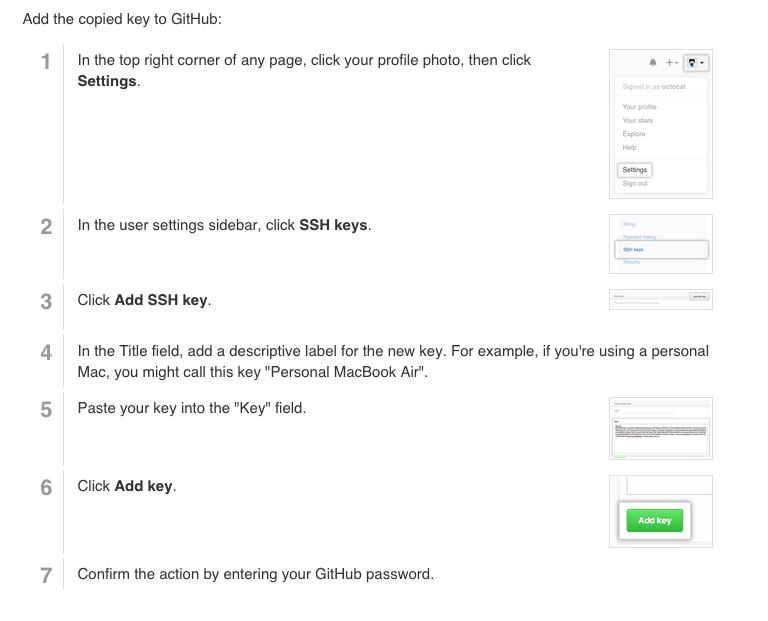 Add the copied key to GitHub:
1
In the top right corner of any page, click your profile photo, then click
Settings.
Signed in as octocat
Your profile
Your stars
Explore
Help
Settings
Sign out
2
In the user settings sidebar, click SSH keys.
Billing
Payment history
SSH keys
Security
3
Click Add SSH key.
4
In the Title field, add a descriptive label for the new key. For example, if you're using a personal
Mac, you might call this key "Personal MacBook Air".
5
Paste your key into the "Key" field.
6
Click Add key.
Add key
7
Confirm the action by entering your GitHub password.